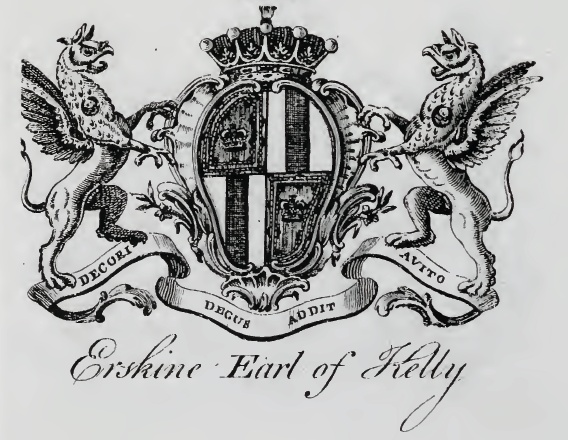 DECORI DECUS ADDIT AVITO
Erskine Earl of Kelly